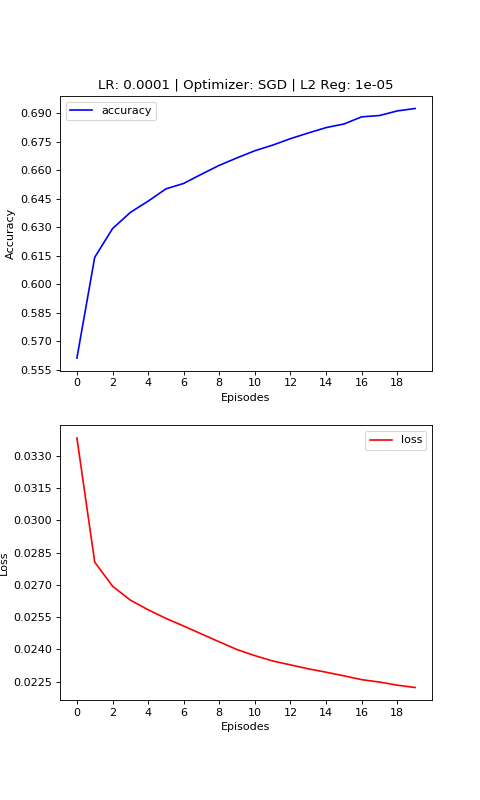 LR: 0.0001 | Optimizer: SGD | L2 Reg: 1e-05
accuracy
0.690
0.675
0.660
0.645
0.630
0.615
0.600
0.585
0.570
0.555
Accuracy
0 2 4 6 8 10 12 14 16 18
Episodes
loss
0.0330
0.0315
0.0300
0.0285
0.0270
0.0255
0.0240
0.0225
Loss
0 2 4 6 8 10 12 14 16 18
Episodes